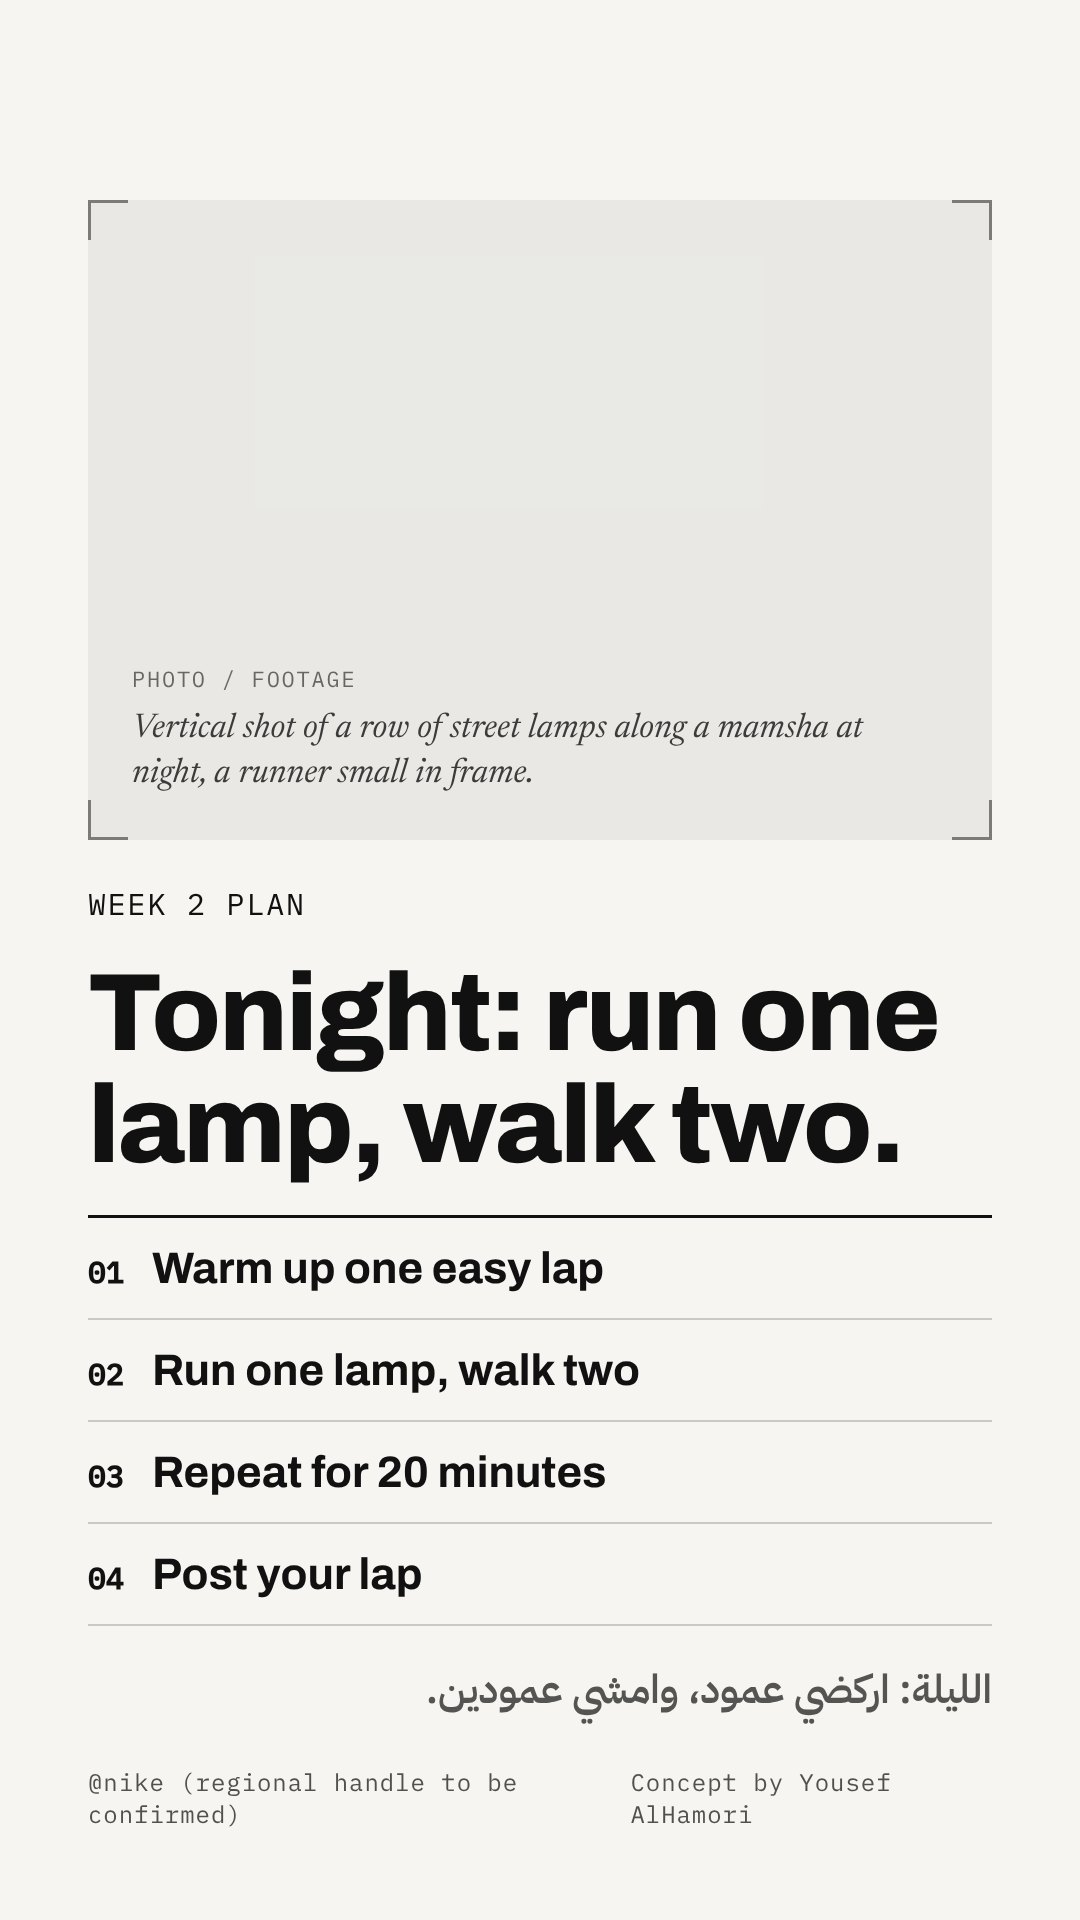 PHOTO / FOOTAGE
Vertical shot of a row of street lamps along a mamsha at
night, a runner small in frame.
WEEK 2 PLAN
Tonight: run one
lamp, walk two.
01 Warm up one easy lap
02 Run one lamp, walk two
03 Repeat for 20 minutes
04 Post your lap
الليلة: اركضي عمود، وامشي عمودين.
@nike (regional handle to be
confirmed)
Concept by Yousef
AlHamori